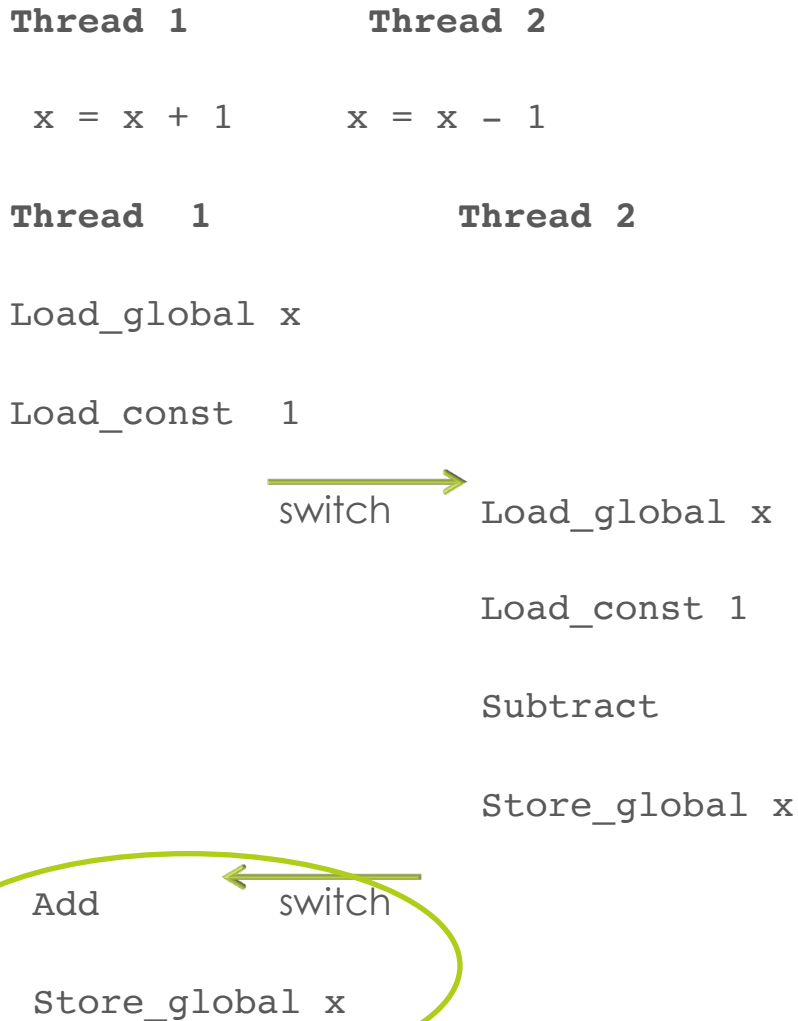 Thread 1 Thread 2
x = x + 1 x = x - 1
Thread 1 Thread 2
Load_global x
Load_const 1
switch Load_global x
Load_const 1
Subtract
Store_global x
Add switch
Store_global x